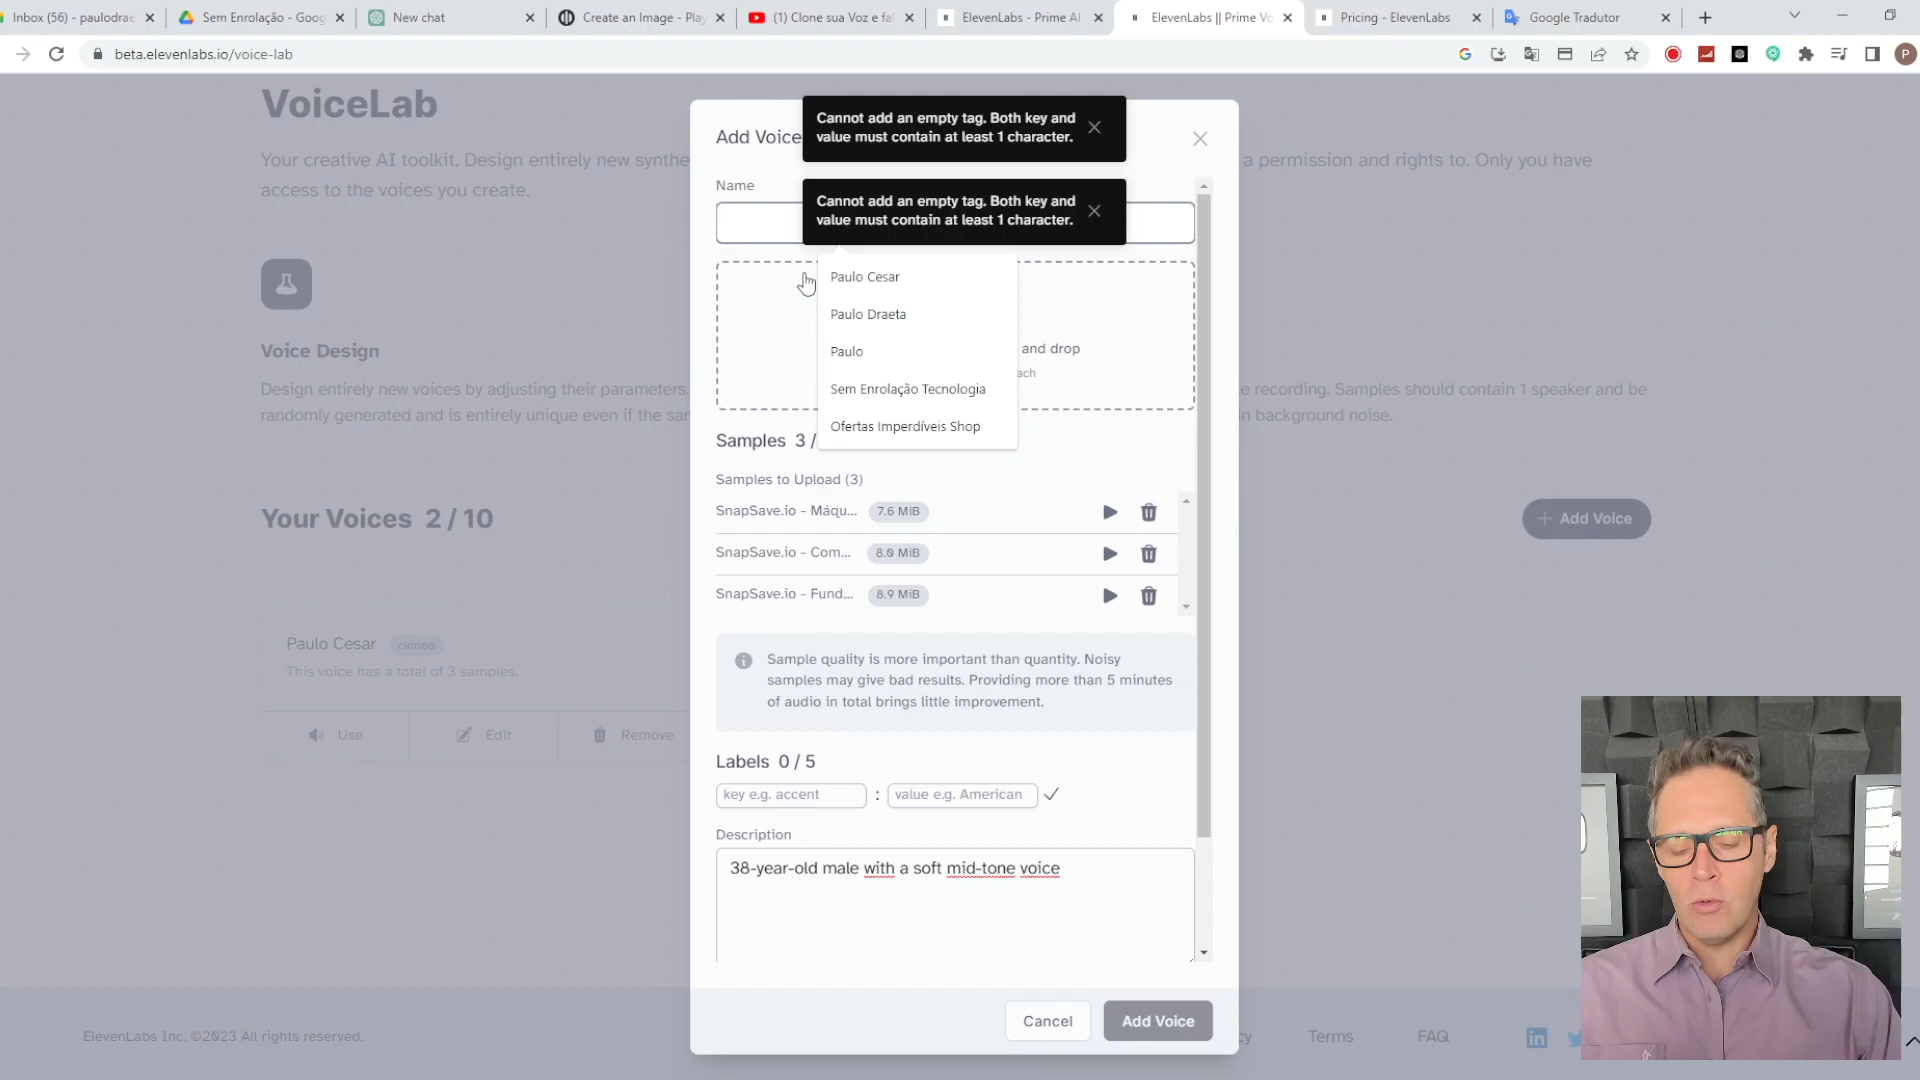 Inbox (56) - paulodrae
Sem Enrolação - Goog
New chat
Create an Image - Play
(1) Clone sua Voz e fal
ElevenLabs - Prime AI
ElevenLabs || Prime Vo
Pricing - ElevenLabs
Google Tradutor
beta.elevenlabs.io/voice-lab
P
VoiceLab
Your creative AI toolkit. Design entirely new synthe
a permission and rights to. Only you have
access to the voices you create.
Voice Design
Design entirely new voices by adjusting their parameters.
e recording. Samples should contain 1 speaker and be
randomly generated and is entirely unique even if the sar
in background noise.
Your Voices 2 / 10
+ Add Voice
Paulo Cesar cloned
This voice has a total of 3 samples.
Use
Edit
Remove
Add Voice
Cannot add an empty tag. Both key and
value must contain at least 1 character.
Name
Cannot add an empty tag. Both key and
value must contain at least 1 character.
Paulo Cesar
Paulo Draeta
Paulo
Sem Enrolação Tecnologia
Ofertas Imperdíveis Shop
and drop
ach
Samples 3 /
Samples to Upload (3)
SnapSave.io - Máqu... 7.6 MiB
SnapSave.io - Com... 8.0 MiB
SnapSave.io - Fund... 8.9 MiB
Sample quality is more important than quantity. Noisy
samples may give bad results. Providing more than 5 minutes
of audio in total brings little improvement.
Labels 0 / 5
key e.g. accent : value e.g. American
Description
38-year-old male with a soft mid-tone voice
Cancel
Add Voice
ElevenLabs Inc. ©2023 All rights reserved.
cy
Terms
FAQ